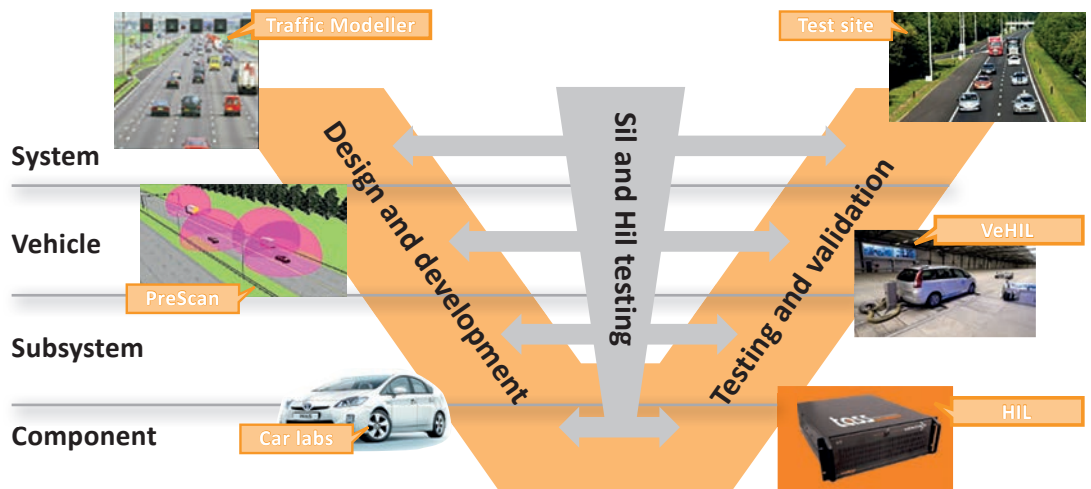 Traffic Modeller
Test site
System
Design and development
Sil and Hil testing
Testing and validation
Vehicle
PreScan
VeHIL
Subsystem
Component
Car labs
HIL
tass